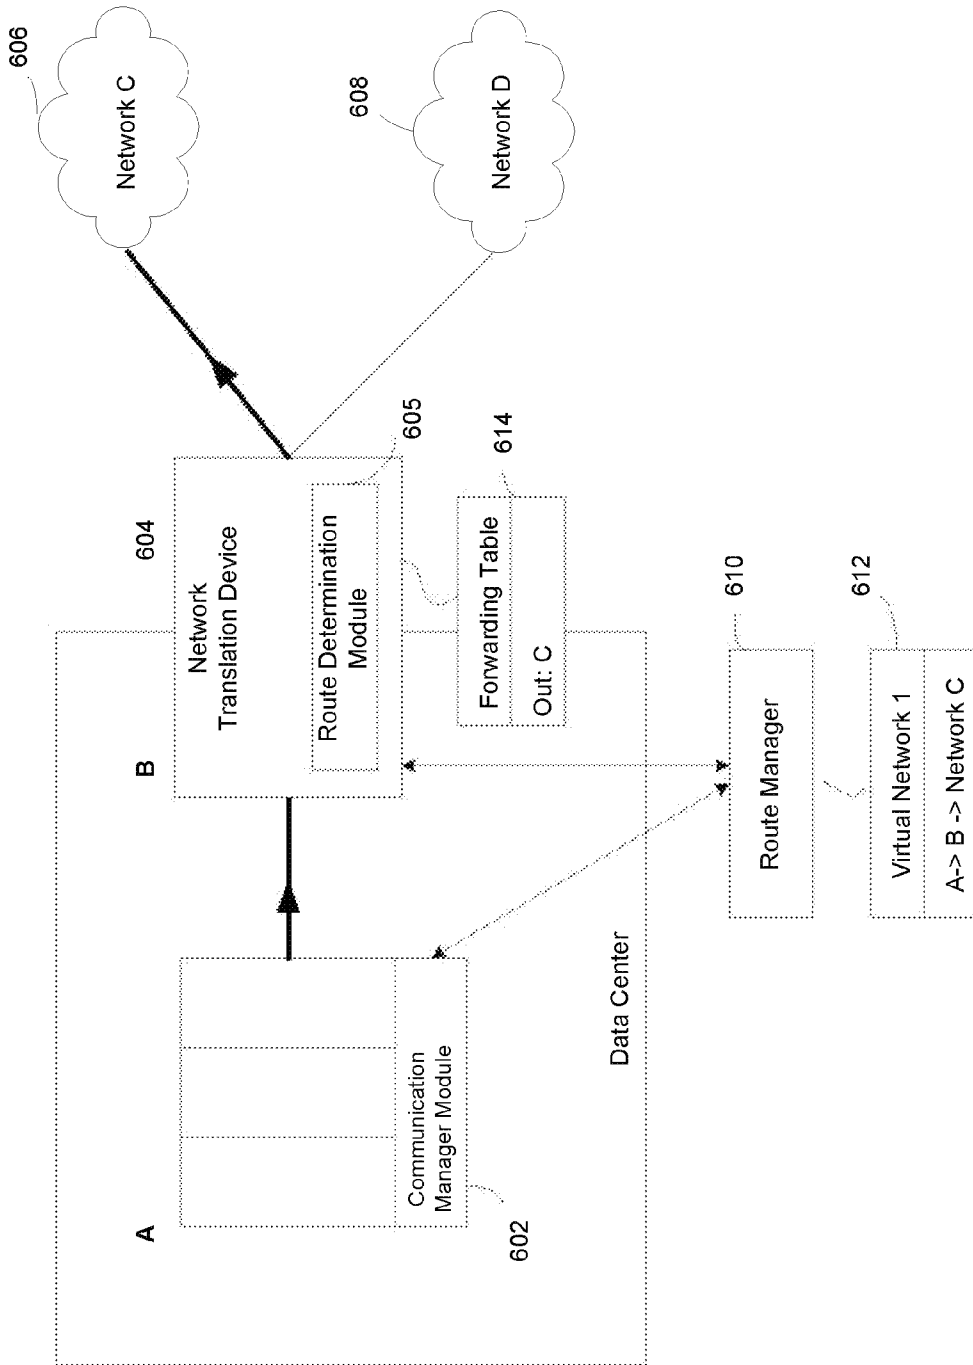 A
Communication
Manager Module
602
Data Center
B
604
Network
Translation Device
Route Determination
Module
605
Forwarding Table
Out: C
614
606
Network C
608
Network D
Route Manager
610
Virtual Network 1
A-> B -> Network C
612